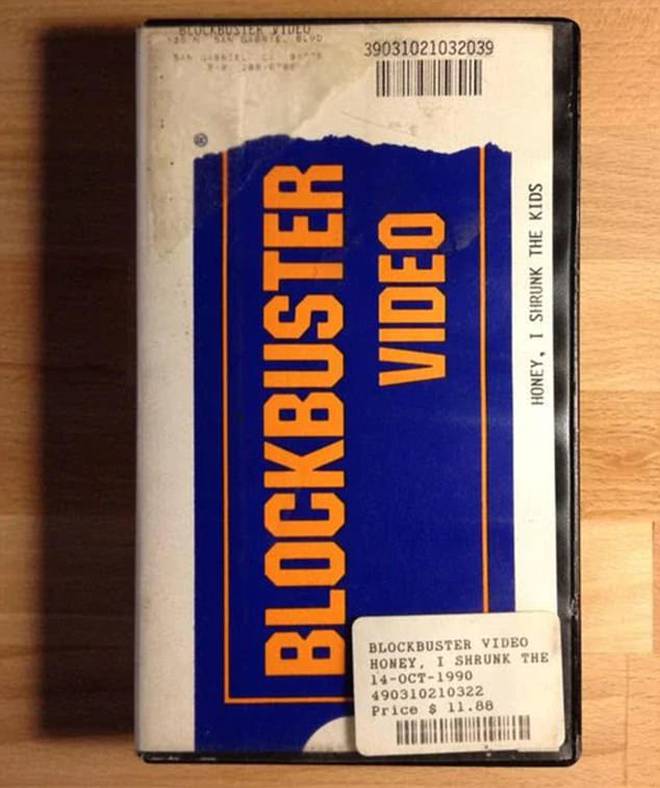 BLOCKBUSTER VIDEO
39031021032039
®
BLOCKBUSTER
VIDEO
HONEY, I SHRUNK THE KIDS
BLOCKBUSTER VIDEO
HONEY, I SHRUNK THE
14-OCT-1990
490310210322
Price $ 11.88